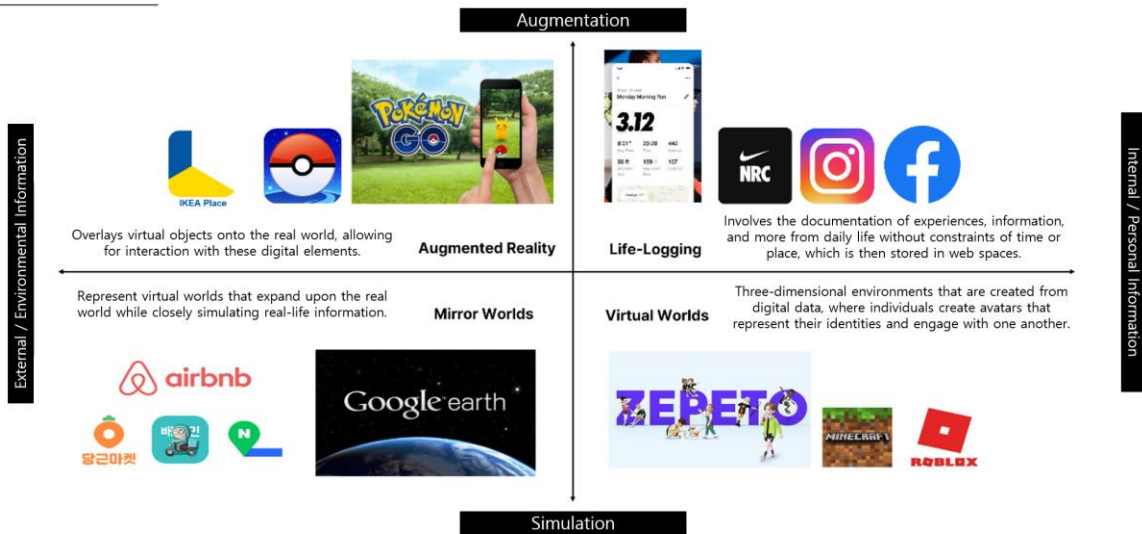 Augmentation
External / Environmental Information
Internal / Personal Information
POKÉMON
GO
IKEA Place
Monday Morning Run
3.12
NRC
Overlays virtual objects onto the real world, allowing
for interaction with these digital elements.
Augmented Reality
Life-Logging
Involves the documentation of experiences, information,
and more from daily life without constraints of time or
place, which is then stored in web spaces.
Represent virtual worlds that expand upon the real
world while closely simulating real-life information.
Mirror Worlds
Virtual Worlds
Three-dimensional environments that are created from
digital data, where individuals create avatars that
represent their identities and engage with one another.
airbnb
Google earth
당근마켓
배민
N
ZEPETO
MINECRAFT
ROBLOX
Simulation